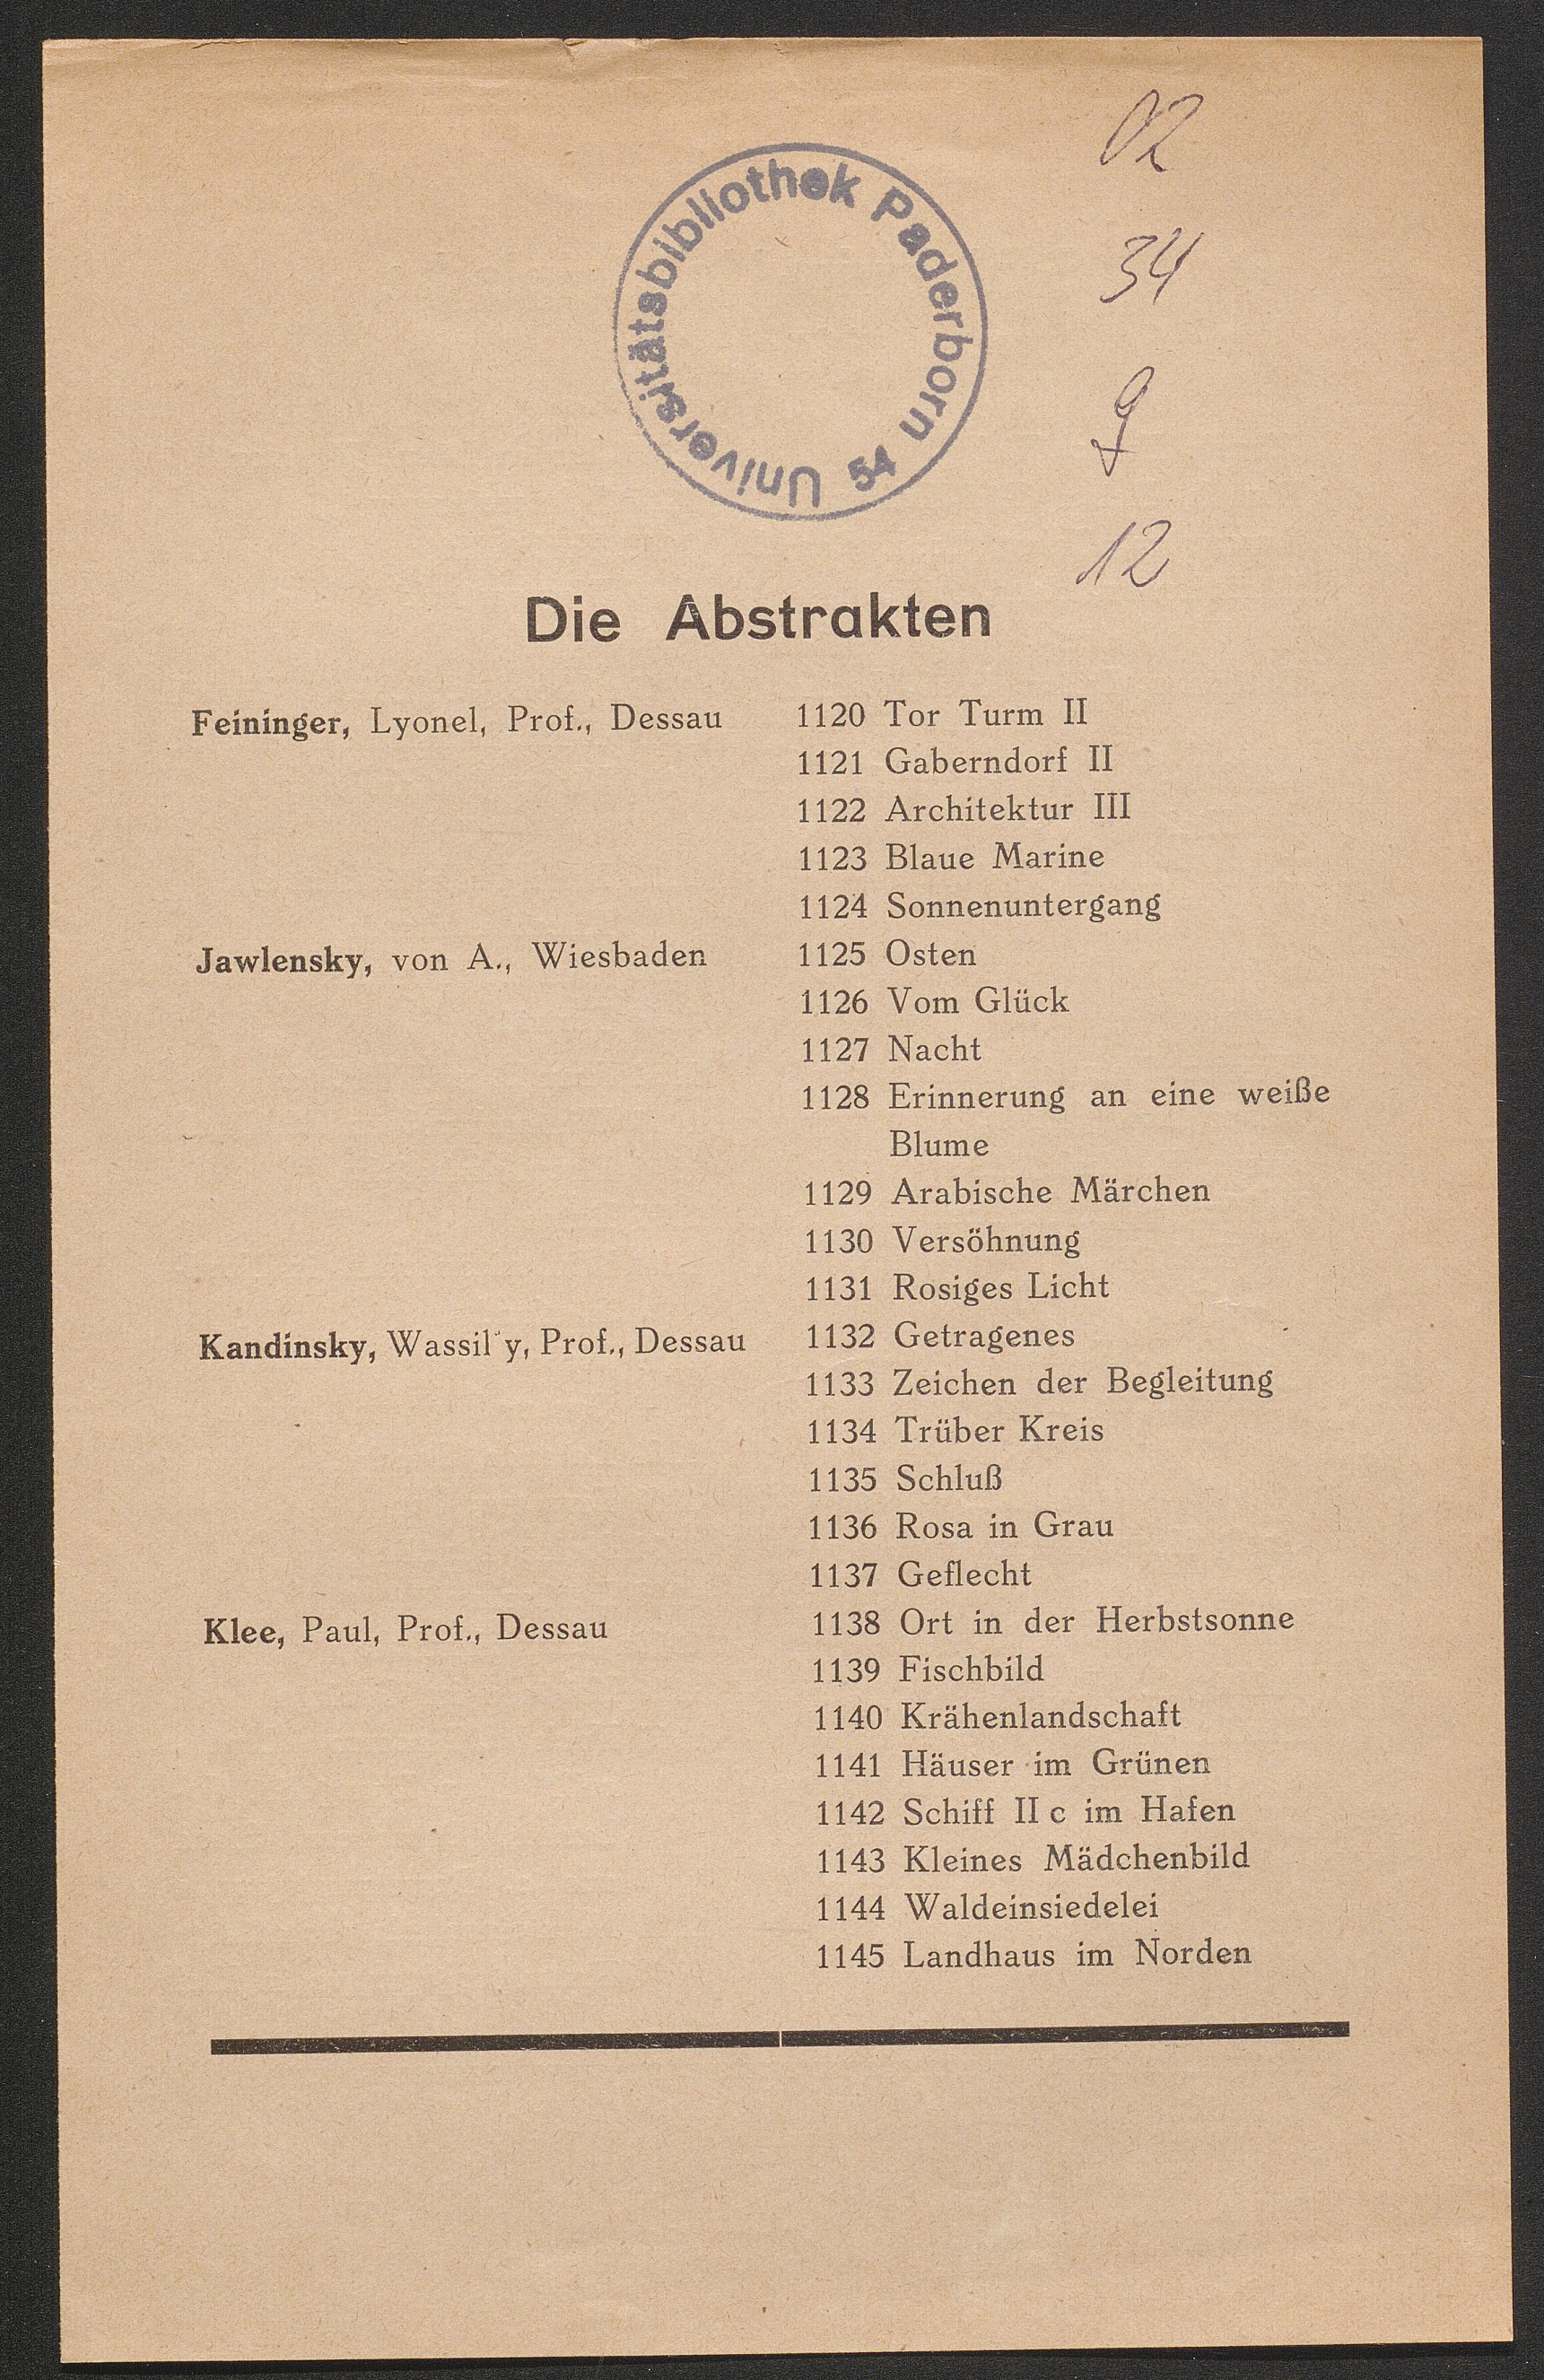 02
Universitätsbibliothek Paderborn 54
34
9
12
Die Abstrakten
Feininger, Lyonel, Prof., Dessau 1120 Tor Turm II
1121 Gaberndorf II
1122 Architektur III
1123 Blaue Marine
1124 Sonnenuntergang
Jawlensky, von A., Wiesbaden 1125 Osten
1126 Vom Glück
1127 Nacht
1128 Erinnerung an eine weiße
Blume
1129 Arabische Märchen
1130 Versöhnung
1131 Rosiges Licht
Kandinsky, Wassil y, Prof., Dessau 1132 Getragenes
1133 Zeichen der Begleitung
1134 Trüber Kreis
1135 Schluß
1136 Rosa in Grau
1137 Geflecht
Klee, Paul, Prof., Dessau 1138 Ort in der Herbstsonne
1139 Fischbild
1140 Krähenlandschaft
1141 Häuser im Grünen
1142 Schiff II c im Hafen
1143 Kleines Mädchenbild
1144 Waldeinsiedelei
1145 Landhaus im Norden